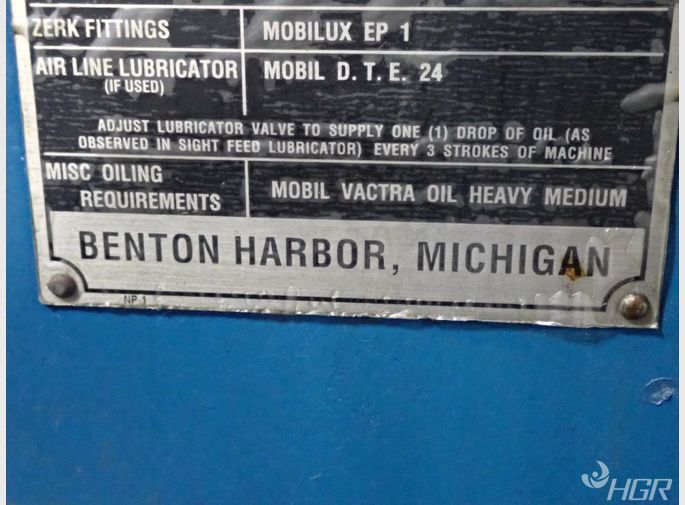 ZERK FITTINGS MOBILUX EP 1
AIR LINE LUBRICATOR MOBIL D. T. E. 24
(IF USED)
ADJUST LUBRICATOR VALVE TO SUPPLY ONE (1) DROP OF OIL (AS
OBSERVED IN SIGHT FEED LUBRICATOR) EVERY 3 STROKES OF MACHINE
MISC OILING
REQUIREMENTS MOBIL VACTRA OIL HEAVY MEDIUM
BENTON HARBOR, MICHIGAN
NP-1
HGR